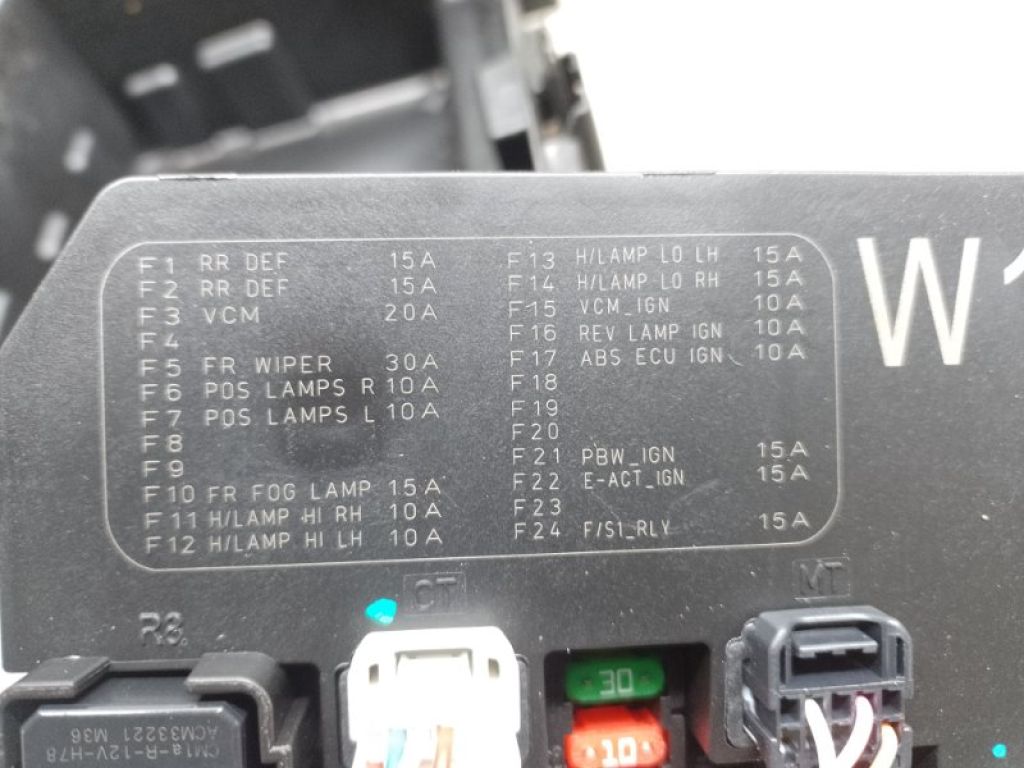 F1 RR DEF 15A
F2 RR DEF 15A
F3 VCM 20A
F4
F5 FR WIPER 30A
F6 POS LAMPS R 10A
F7 POS LAMPS L 10A
F8
F9
F10 FR FOG LAMP 15A
F11 H/LAMP HI RH 10A
F12 H/LAMP HI LH 10A
F13 H/LAMP LO LH 15A
F14 H/LAMP LO RH 15A
F15 VCM_IGN 10A
F16 REV LAMP IGN 10A
F17 ABS ECU IGN 10A
F18
F19
F20
F21 PBW_IGN 15A
F22 E-ACT_IGN 15A
F23
F24 F/S1_RLY 15A
W1
CT
MT
R8
30
10
CM1a-R-12V-H78
ACM33221 M36